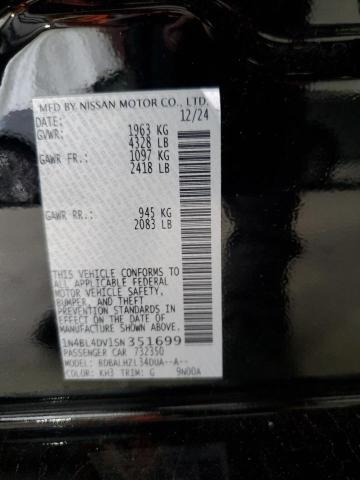 MFD BY NISSAN MOTOR CO., LTD.
DATE: 12/24
GVWR: 1963 KG
4328 LB
GAWR FR.: 1097 KG
2418 LB
GAWR RR.: 945 KG
2083 LB
THIS VEHICLE CONFORMS TO
ALL APPLICABLE FEDERAL
MOTOR VEHICLE SAFETY,
BUMPER, AND THEFT
PREVENTION STANDARDS
IN EFFECT ON THE DATE OF
MANUFACTURE SHOWN ABOVE.
1N4BL4DV1SN351699
PASSENGER CAR 732350
MODEL: BDBALHZL34DUA--A--
COLOR: KH3 TRIM: G 9N00A